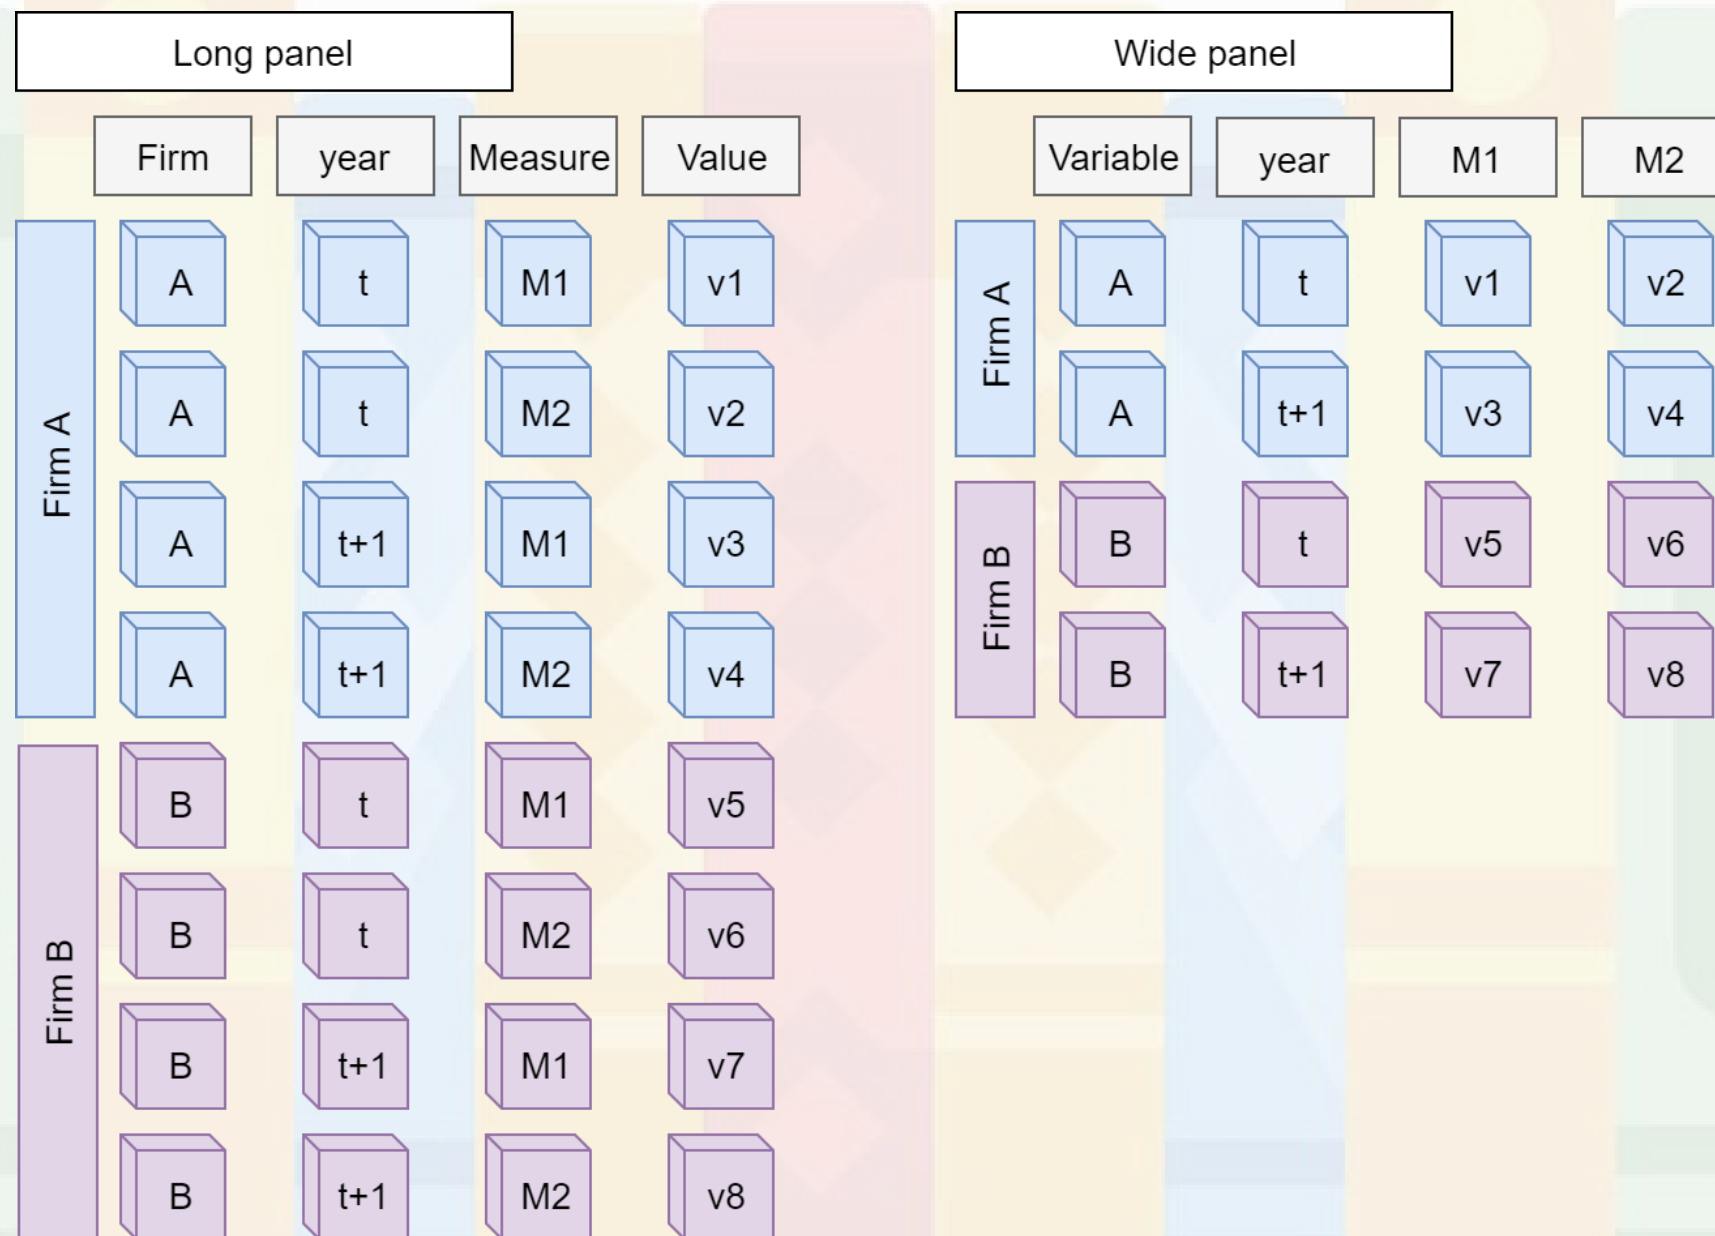 Long panel
Firm year Measure Value
Firm A
A t M1 v1
A t M2 v2
A t+1 M1 v3
A t+1 M2 v4
Firm B
B t M1 v5
B t M2 v6
B t+1 M1 v7
B t+1 M2 v8
Wide panel
Variable year M1 M2
Firm A
A t v1 v2
A t+1 v3 v4
Firm B
B t v5 v6
B t+1 v7 v8